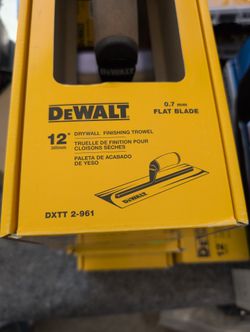 DEWALT
0.7 mm
FLAT BLADE
12"
305mm
DRYWALL FINISHING TROWEL
TRUELLE DE FINITION POUR
CLOISONS SÈCHES
PALETA DE ACABADO
DE YESO
DEWALT
DXTT 2-961
12"